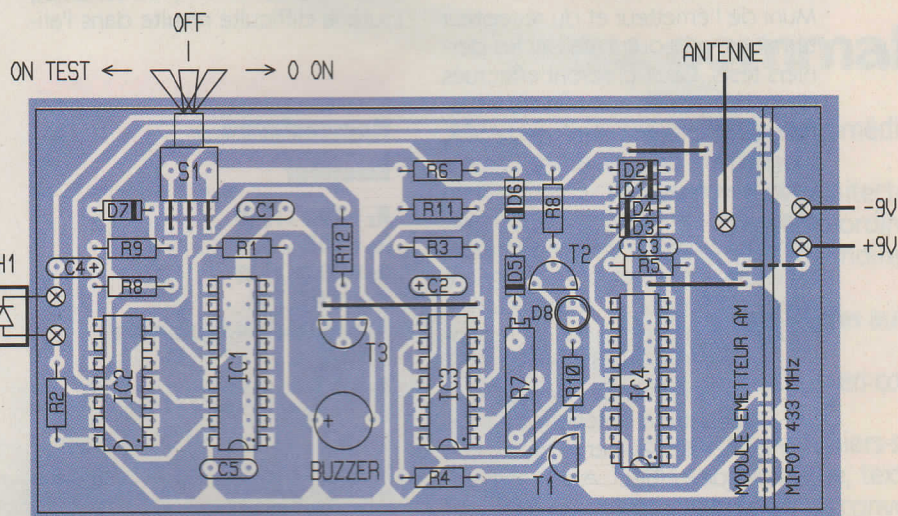 OFF
ON TEST
O ON
ANTENNE
S1
D7
C1
R6
D6
R8
D2
D1
R11
D4
D3
-9V
R9
R1
R12
R3
T2
C3
+9V
H1
C4 +
R8
+ C2
D5
R5
D8
IC2
IC1
T3
IC3
R7
R10
IC4
R2
+
BUZZER
C5
R4
T1
MODULE EMETTEUR AM
MIPOT 433 MHz